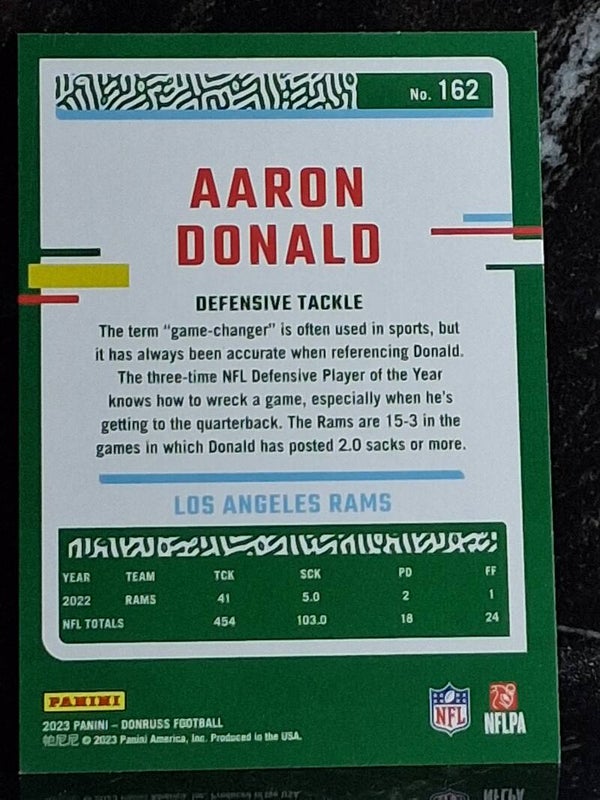 No. 162
AARON
DONALD
DEFENSIVE TACKLE
The term "game-changer" is often used in sports, but
it has always been accurate when referencing Donald.
The three-time NFL Defensive Player of the Year
knows how to wreck a game, especially when he's
getting to the quarterback. The Rams are 15-3 in the
games in which Donald has posted 2.0 sacks or more.
LOS ANGELES RAMS
YEAR TEAM TCK SCK PD FF
2022 RAMS 41 5.0 2 1
NFL TOTALS 454 103.0 18 24
PANINI
NFL
NFLPA
2023 PANINI – DONRUSS FOOTBALL
帕尼尼 © 2023 Panini America, Inc. Produced in the USA.